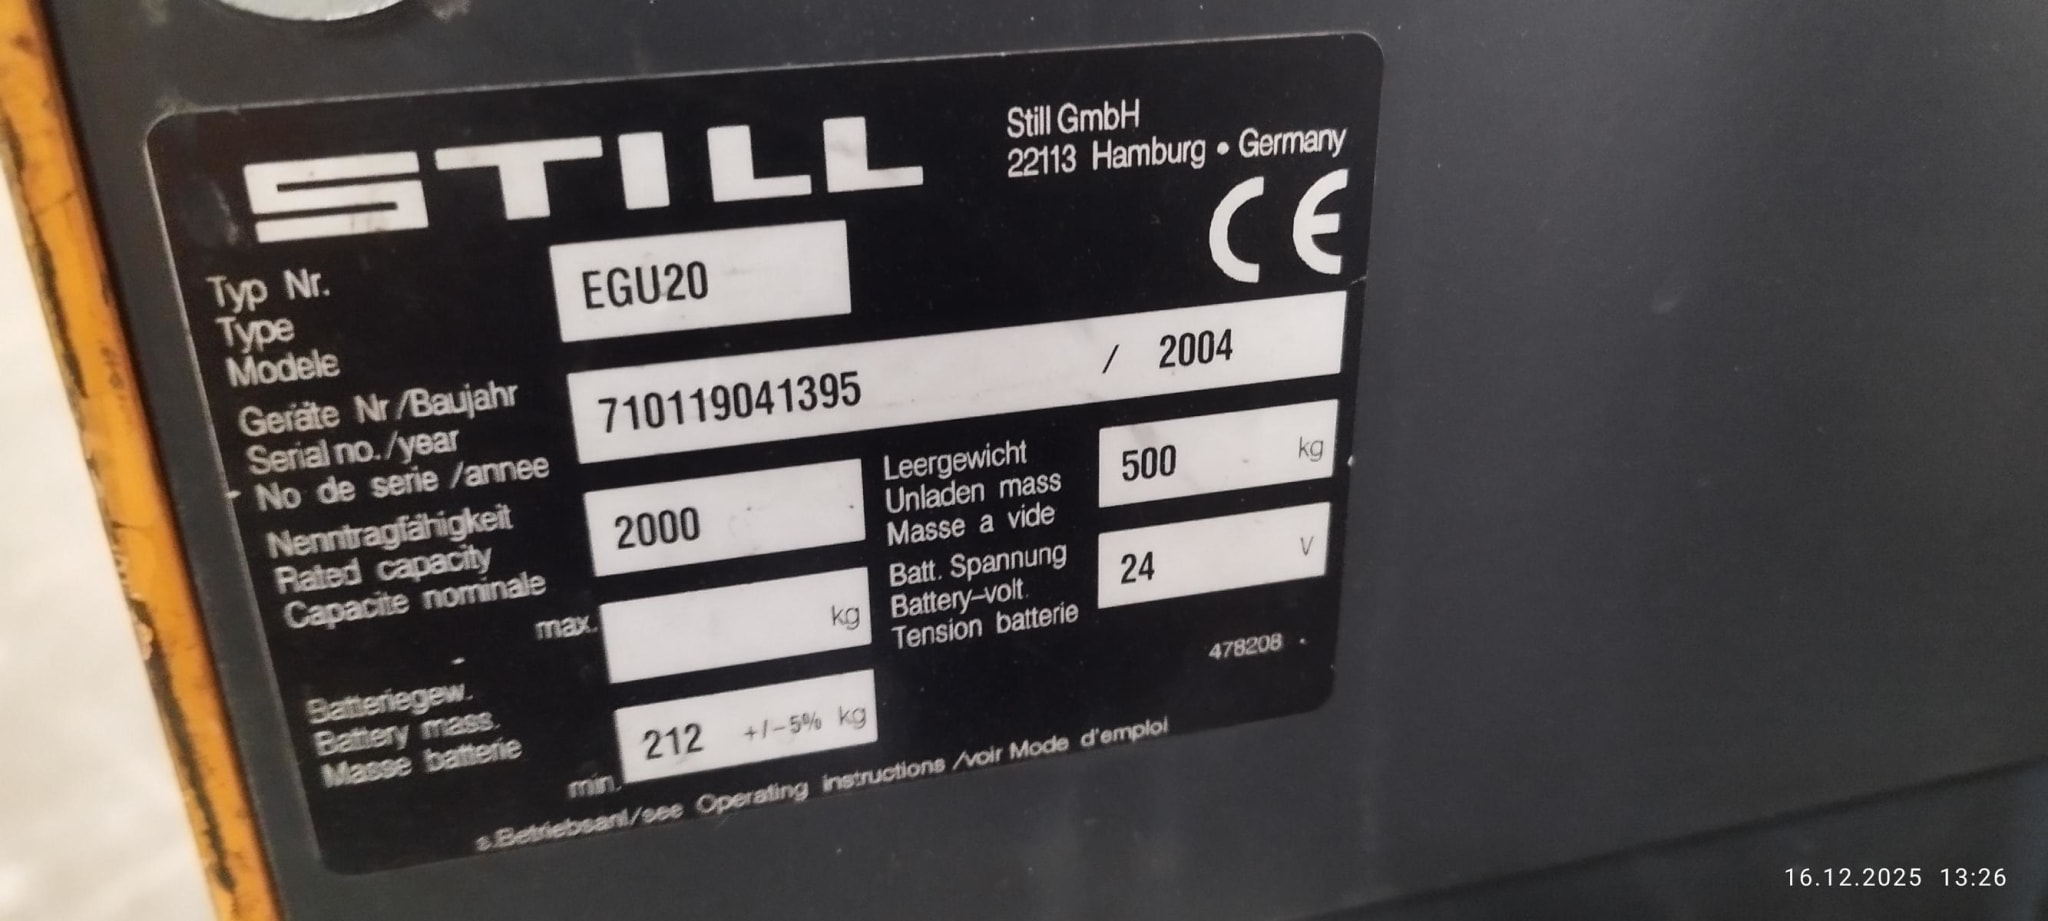 STILL
Still GmbH
22113 Hamburg • Germany
CE
Typ Nr.
Type
Modele
EGU20
Geräte Nr/Baujahr
Serial no./year
No de serie/annee
710119041395 / 2004
Nenntragfähigkeit
Rated capacity
Capacite nominale
2000
max. kg
Leergewicht
Unladen mass
Masse a vide
500 kg
Batt. Spannung
Battery-volt.
Tension batterie
24 V
478208
Batteriegew.
Battery mass.
Masse batterie
min. 212 +/-5% kg
s.Betriebsanl/see Operating instructions/voir Mode d'emploi
16.12.2025 13:26